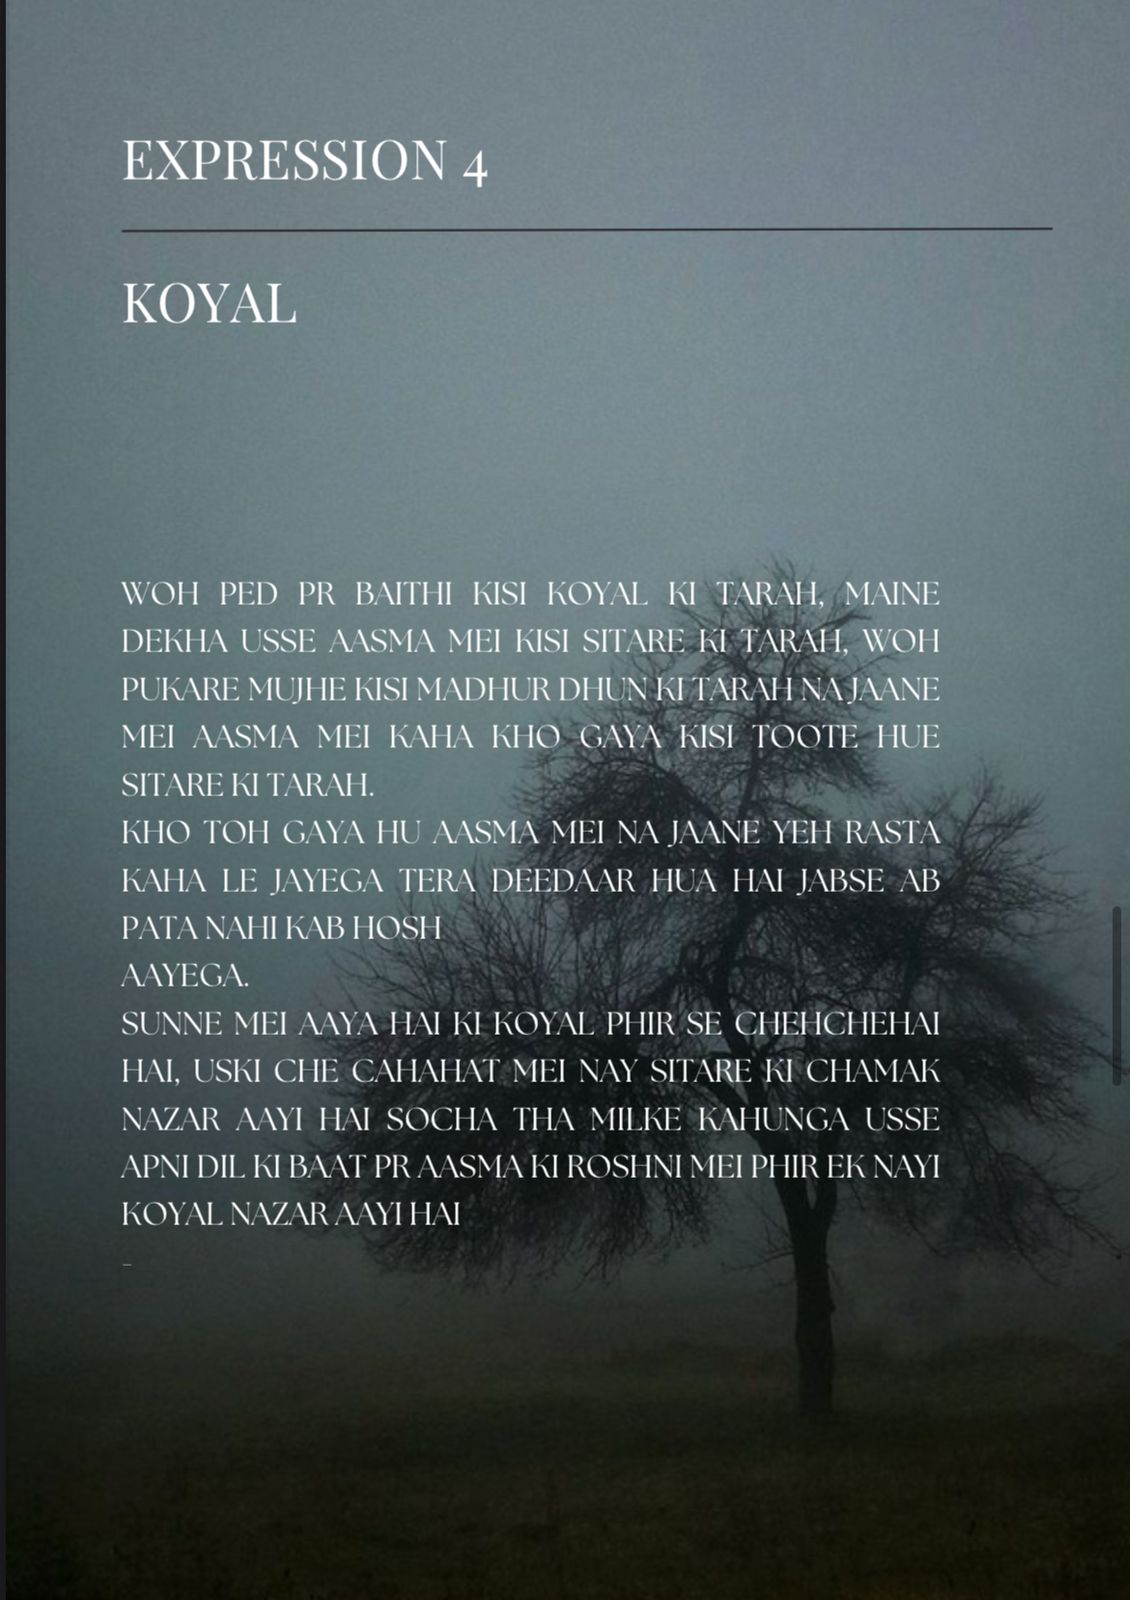 EXPRESSION 4
KOYAL
WOH PED PR BAITHI KISI KOYAL KI TARAH, MAINE
DEKHA USSE AASMA MEI KISI SITARE KI TARAH, WOH
PUKARE MUJHE KISI MADHUR DHUN KI TARAH NA JAANE
MEI AASMA MEI KAHA KHO GAYA KISI TOOTE HUE
SITARE KI TARAH.
KHO TOH GAYA HU AASMA MEI NA JAANE YEH RASTA
KAHA LE JAYEGA TERA DEEDAAR HUA HAI JABSE AB
PATA NAHI KAB HOSH
AAYEGA.
SUNNE MEI AAYA HAI KI KOYAL PHIR SE CHEHCHEHAI
HAI, USKI CHE CAHAHAT MEI NAY SITARE KI CHAMAK
NAZAR AAYI HAI SOCHA THA MILKE KAHUNGA USSE
APNI DIL KI BAAT PR AASMA KI ROSHNI MEI PHIR EK NAYI
KOYAL NAZAR AAYI HAI
_